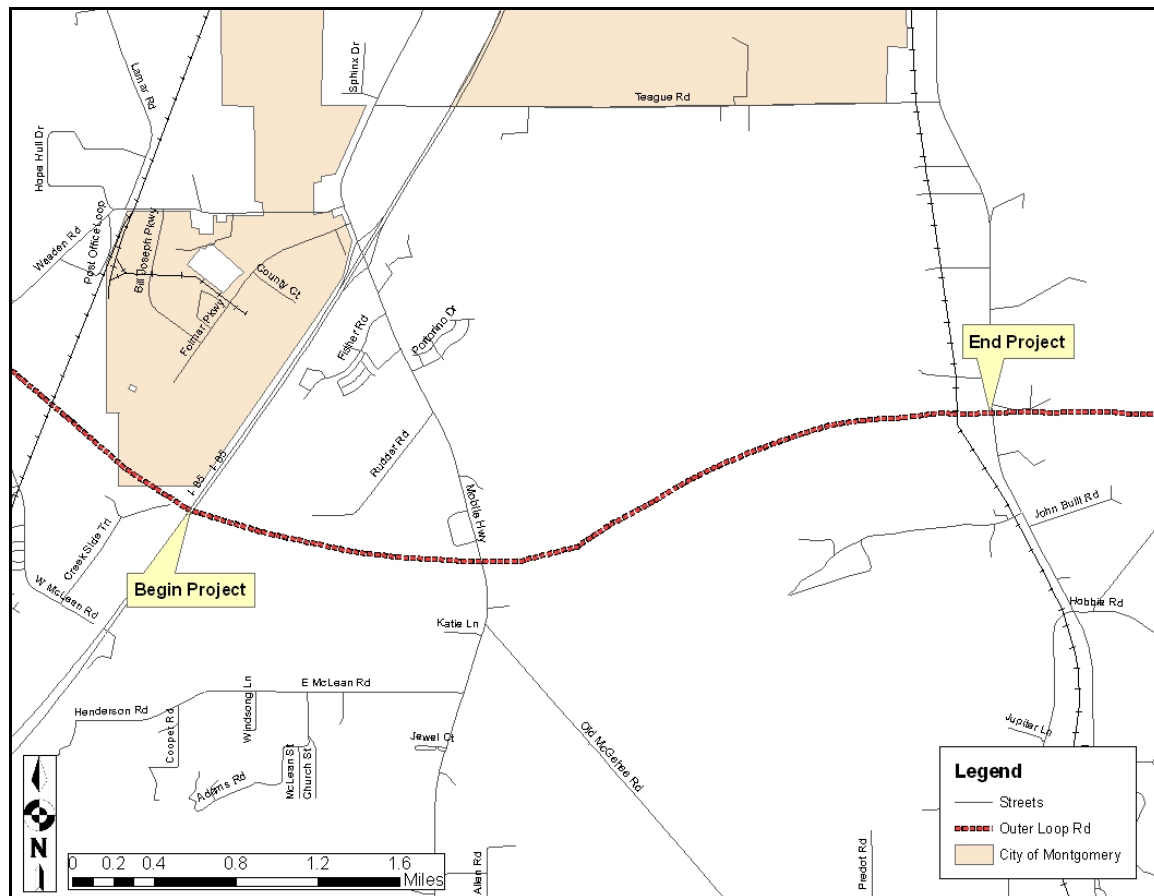 Lamar Rd
Sphinx Dr
Teague Rd
Hope Hull Dr
Weaden Rd
Post Office Loop
Bill Joseph Pkwy
County Ct
Folmar Pkwy
Fisher Rd
Portofino Dr
End Project
Rudder Rd
I 65
I 65
Mobile Hwy
Creek Side Trl
John Bullt Rd
Begin Project
W McLean Rd
Hobbie Rd
Katie Ln
E McLean Rd
Windsong Ln
Henderson Rd
Cooper Rd
Jewel Ct
Old McGehee Rd
Jupiter Ln
McLean St
Church St
Adams Rd
Legend
Streets
Outer Loop Rd
City of Montgomery
N
0 0.2 0.4 0.8 1.2 1.6
Miles
Allen Rd
Predot Rd